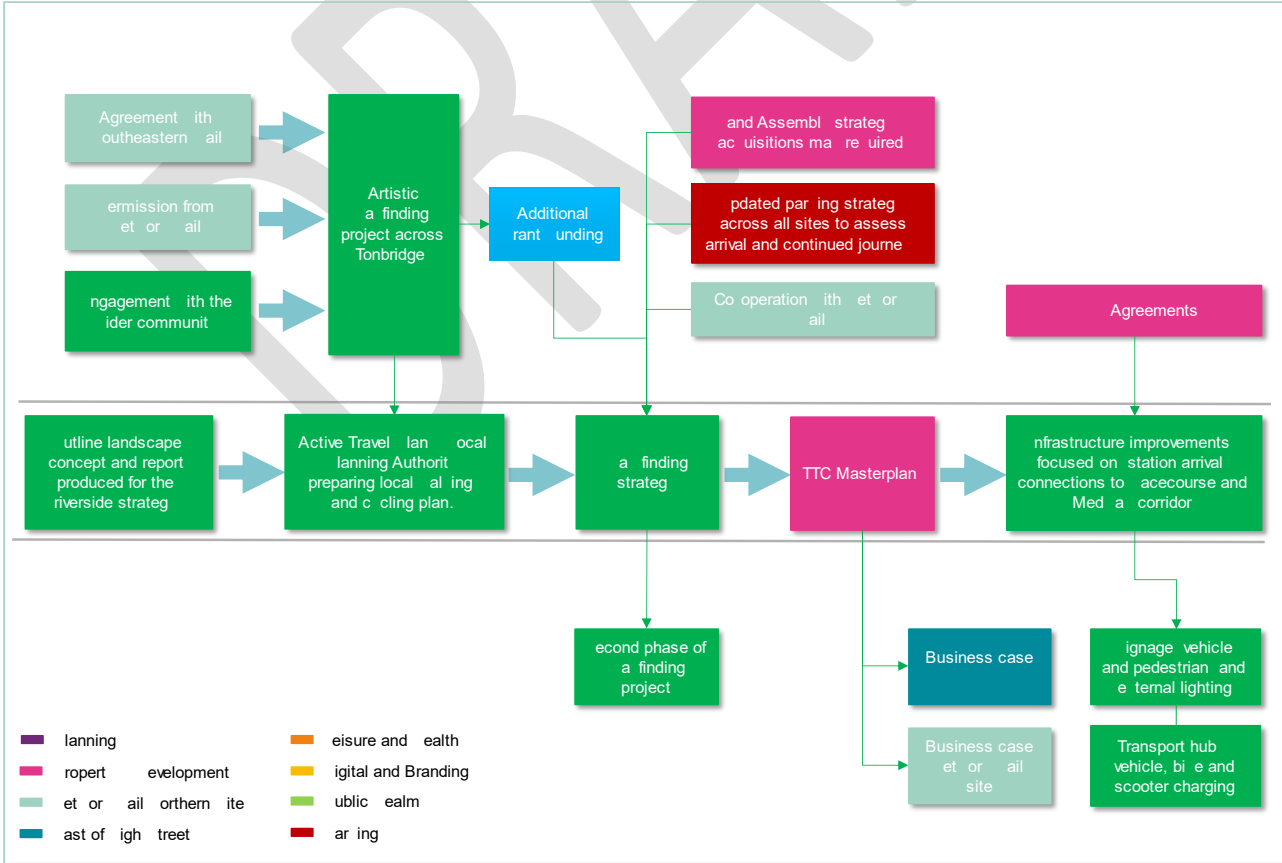 Agreement ith
outheastern ail
ermission from
et or ail
ngagement ith the
ider communit
Artistic
a finding
project across
Tonbridge
Additional
rant unding
and Assembl strateg
ac uisitions ma re uired
pdated par ing strateg
across all sites to assess
arrival and continued journe
Co operation ith et or
ail
Agreements
utline landscape
concept and report
produced for the
riverside strateg
Active Travel lan ocal
lanning Authorit
preparing local al ing
and c cling plan.
a finding
strateg
TTC Masterplan
nfrastructure improvements
focused on station arrival
connections to acecourse and
Med a corridor
econd phase of
a finding
project
Business case
Business case
et or ail
site
ignage vehicle
and pedestrian and
e ternal lighting
Transport hub
vehicle, bi e and
scooter charging
lanning
ropert evelopment
et or ail orthern ite
ast of igh treet
eisure and ealth
igital and Branding
ublic ealm
ar ing